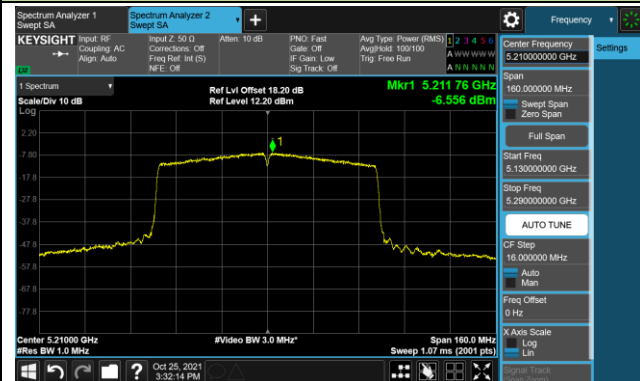 Spectrum Analyzer 1
Swept SA
Spectrum Analyzer 2
Swept SA
+
Frequency
KEYSIGHT
Input: RF
Coupling: AC
Align: Auto
Input Z: 50 Ω
Corrections: Off
Freq Ref: Int (S)
NFE: Off
Atten: 10 dB
PNO: Fast
Gate: Off
IF Gain: Low
Sig Track: Off
Avg Type: Power (RMS)
Avg|Hold: 100/100
Trig: Free Run
1 2 3 4 5 6
A W W W W W
A N N N N N
Center Frequency
5.210000000 GHz
Settings
Span
160.000000 MHz
Swept Span
Zero Span
Full Span
Start Freq
5.130000000 GHz
Stop Freq
5.290000000 GHz
AUTO TUNE
CF Step
16.000000 MHz
Auto
Man
Freq Offset
0 Hz
X Axis Scale
Log
Lin
Signal Track
1 Spectrum
Scale/Div 10 dB
Log
Ref Lvl Offset 18.20 dB
Ref Level 12.20 dBm
Mkr1 5.211 76 GHz
-6.556 dBm
1
2.20
-7.80
-17.8
-27.8
-37.8
-47.8
-57.8
-67.8
-77.8
Center 5.21000 GHz
#Res BW 1.0 MHz
#Video BW 3.0 MHz*
Span 160.0 MHz
Sweep 1.07 ms (2001 pts)
?
Oct 25, 2021
3:32:14 PM